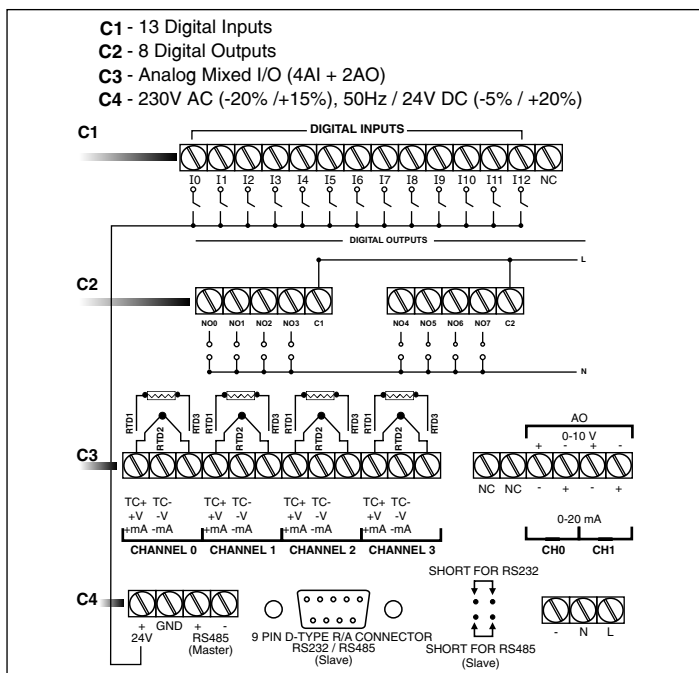 C1 - 13 Digital Inputs
C2 - 8 Digital Outputs
C3 - Analog Mixed I/O (4AI + 2AO)
C4 - 230V AC (-20% /+15%), 50Hz / 24V DC (-5% / +20%)
C1
DIGITAL INPUTS
I0 I1 I2 I3 I4 I5 I6 I7 I8 I9 I10 I11 I12 NC
DIGITAL OUTPUTS
L
C2
NO0 NO1 NO2 NO3 C1 NO4 NO5 NO6 NO7 C2
N
RTD1 RTD2 RTD3 RTD1 RTD2 RTD3 RTD1 RTD2 RTD3 RTD1 RTD2 RTD3
AO
0-10 V
+ - + -
C3
NC NC - + - +
TC+ TC- TC+ TC- TC+ TC- TC+ TC-
+V -V +V -V +V -V +V -V
+mA -mA +mA -mA +mA -mA +mA -mA
0-20 mA
CHANNEL 0 CHANNEL 1 CHANNEL 2 CHANNEL 3 CH0 CH1
SHORT FOR RS232
C4
+ GND + -
24V RS485
(Master)
9 PIN D-TYPE R/A CONNECTOR
RS232 / RS485
(Slave)
SHORT FOR RS485
(Slave)
- N L